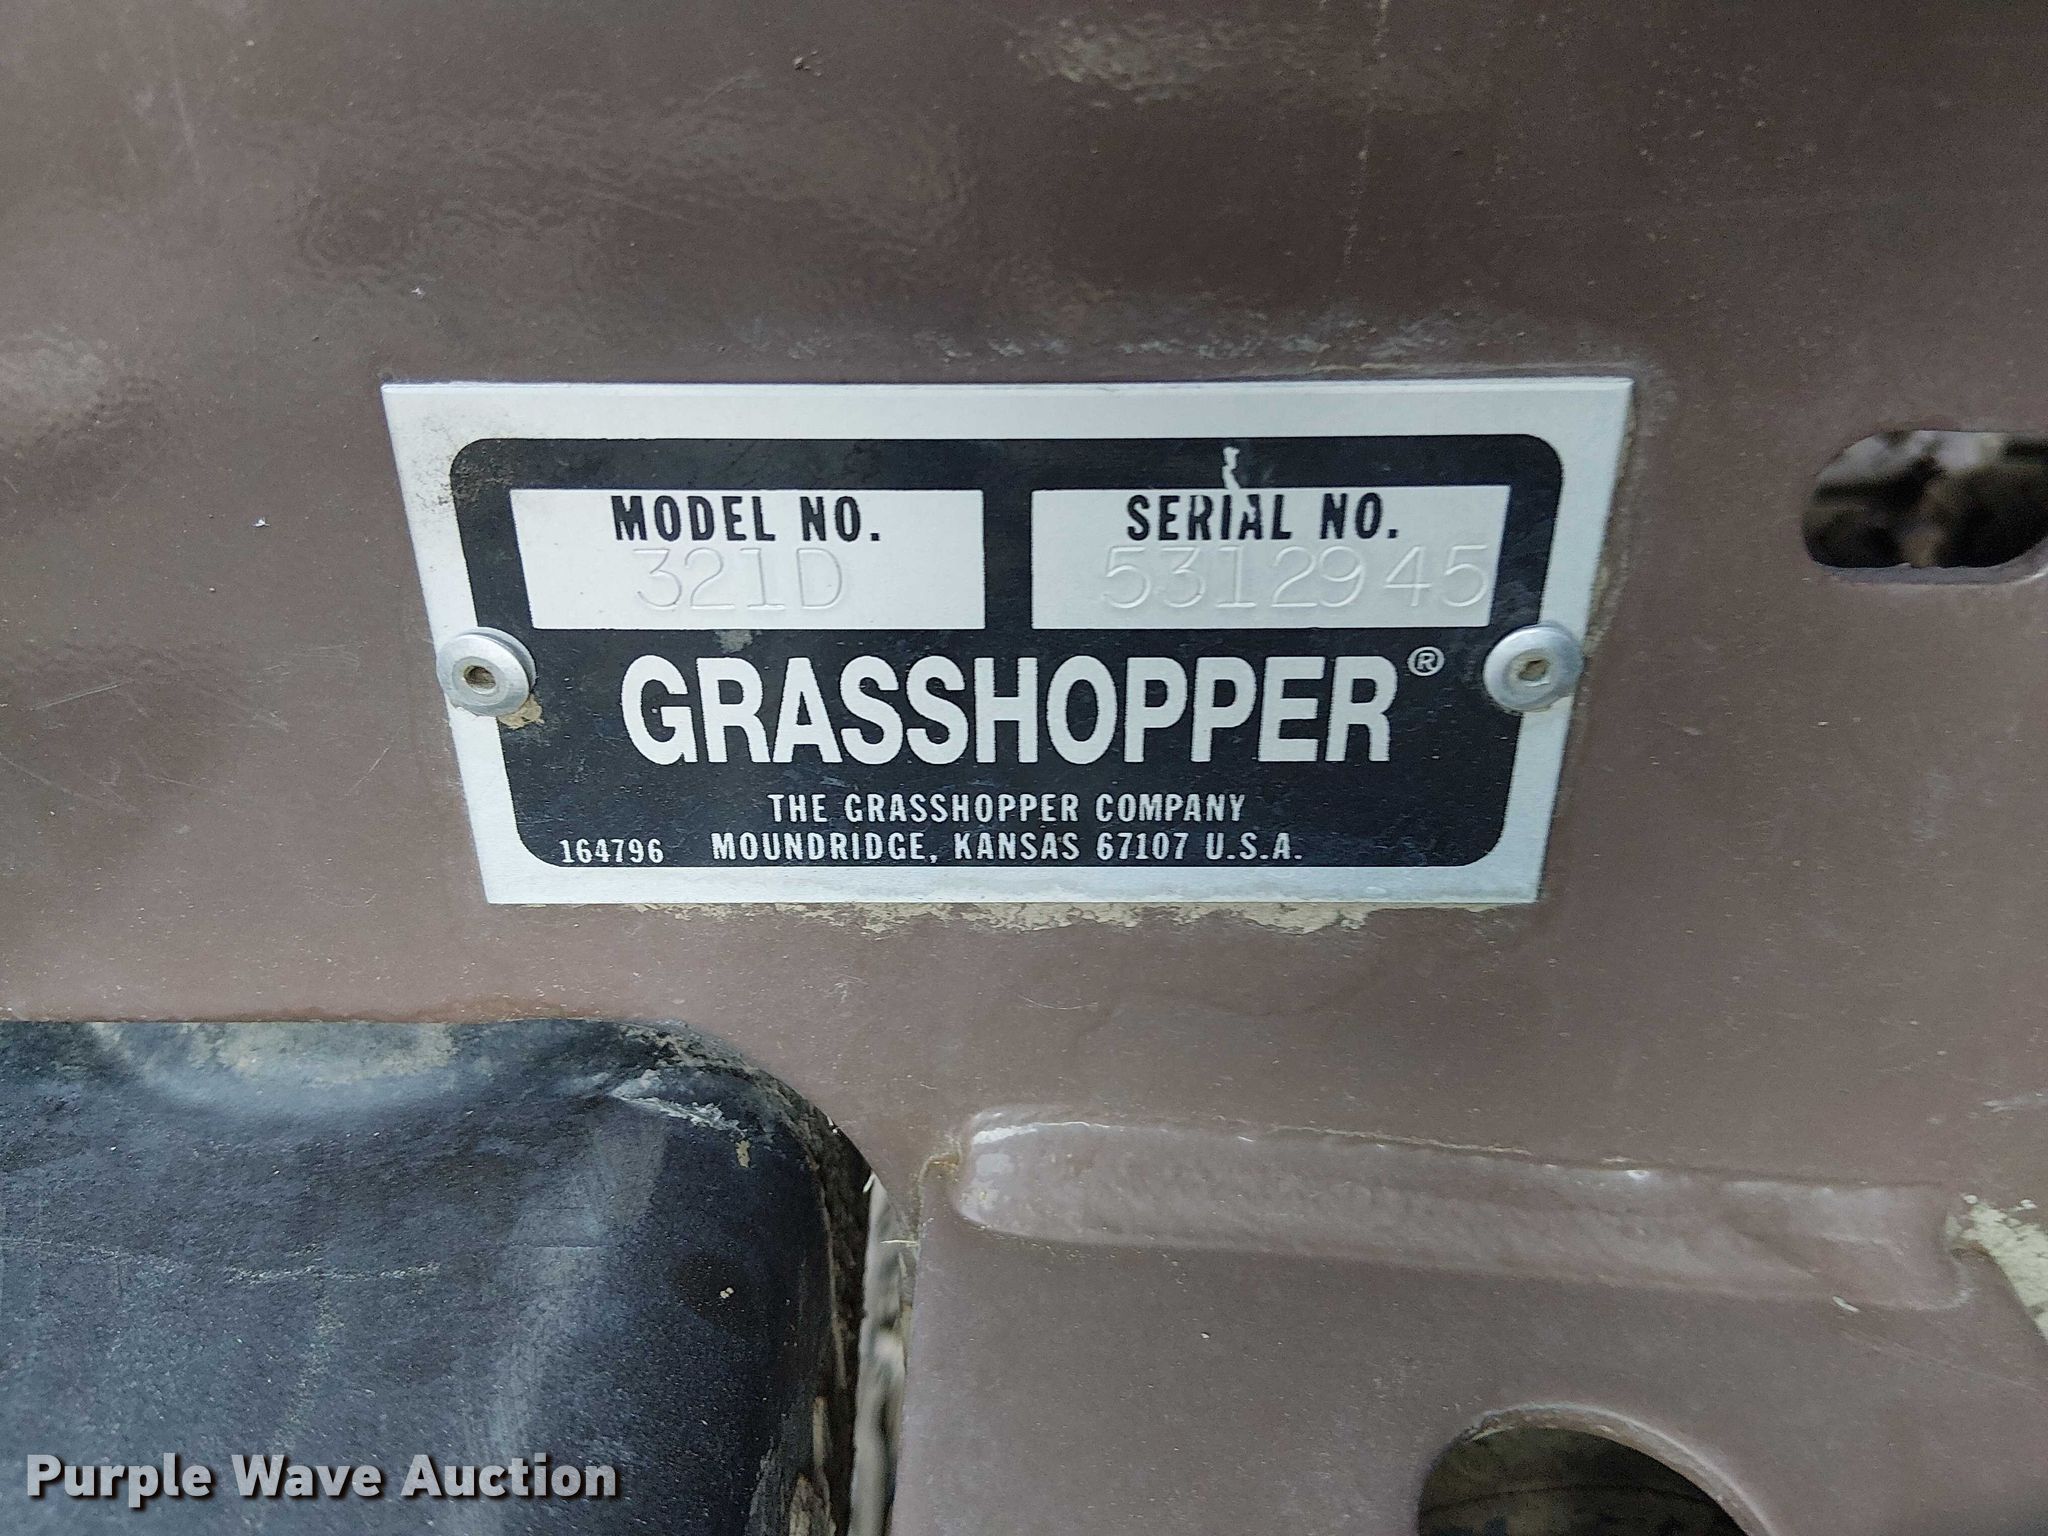 MODEL NO.
321D
SERIAL NO.
5312945
GRASSHOPPER®
THE GRASSHOPPER COMPANY
164796 MOUNDRIDGE, KANSAS 67107 U.S.A.
Purple Wave Auction